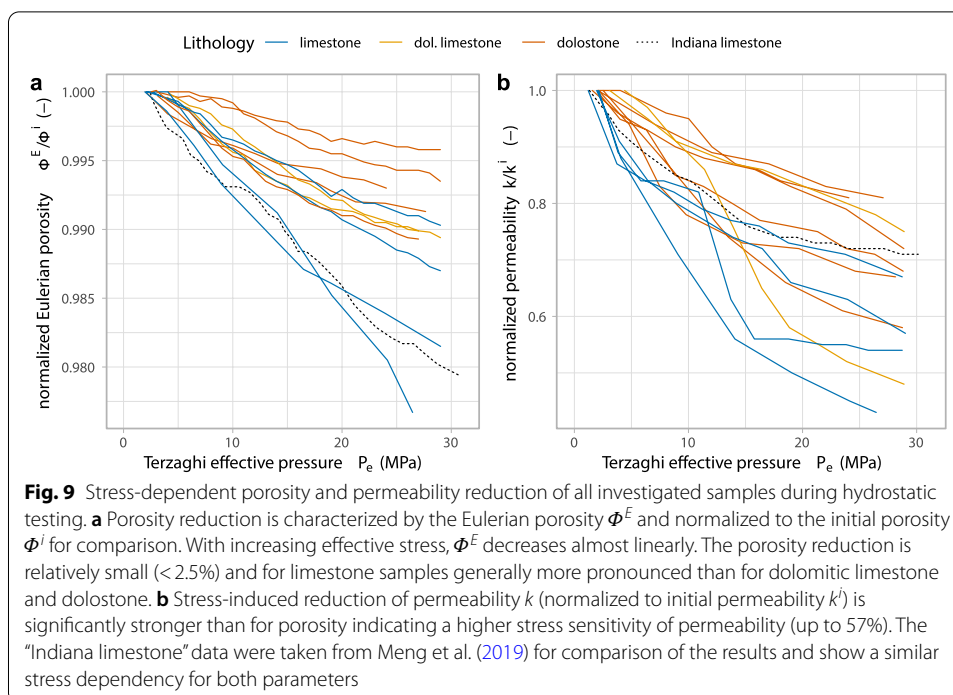 Lithology limestone dol. limestone dolostone Indiana limestone
a
normalized Eulerian porosity Φ^E/Φ^i (−)
1.000
0.995
0.990
0.985
0.980
0 10 20 30
Terzaghi effective pressure P_e (MPa)
b
normalized permeability k/k^i (−)
1.0
0.8
0.6
0 10 20 30
Terzaghi effective pressure P_e (MPa)
Fig. 9 Stress-dependent porosity and permeability reduction of all investigated samples during hydrostatic
testing. a Porosity reduction is characterized by the Eulerian porosity Φ^E and normalized to the initial porosity
Φ^i for comparison. With increasing effective stress, Φ^E decreases almost linearly. The porosity reduction is
relatively small (< 2.5%) and for limestone samples generally more pronounced than for dolomitic limestone
and dolostone. b Stress-induced reduction of permeability k (normalized to initial permeability k^i) is
significantly stronger than for porosity indicating a higher stress sensitivity of permeability (up to 57%). The
“Indiana limestone” data were taken from Meng et al. (2019) for comparison of the results and show a similar
stress dependency for both parameters